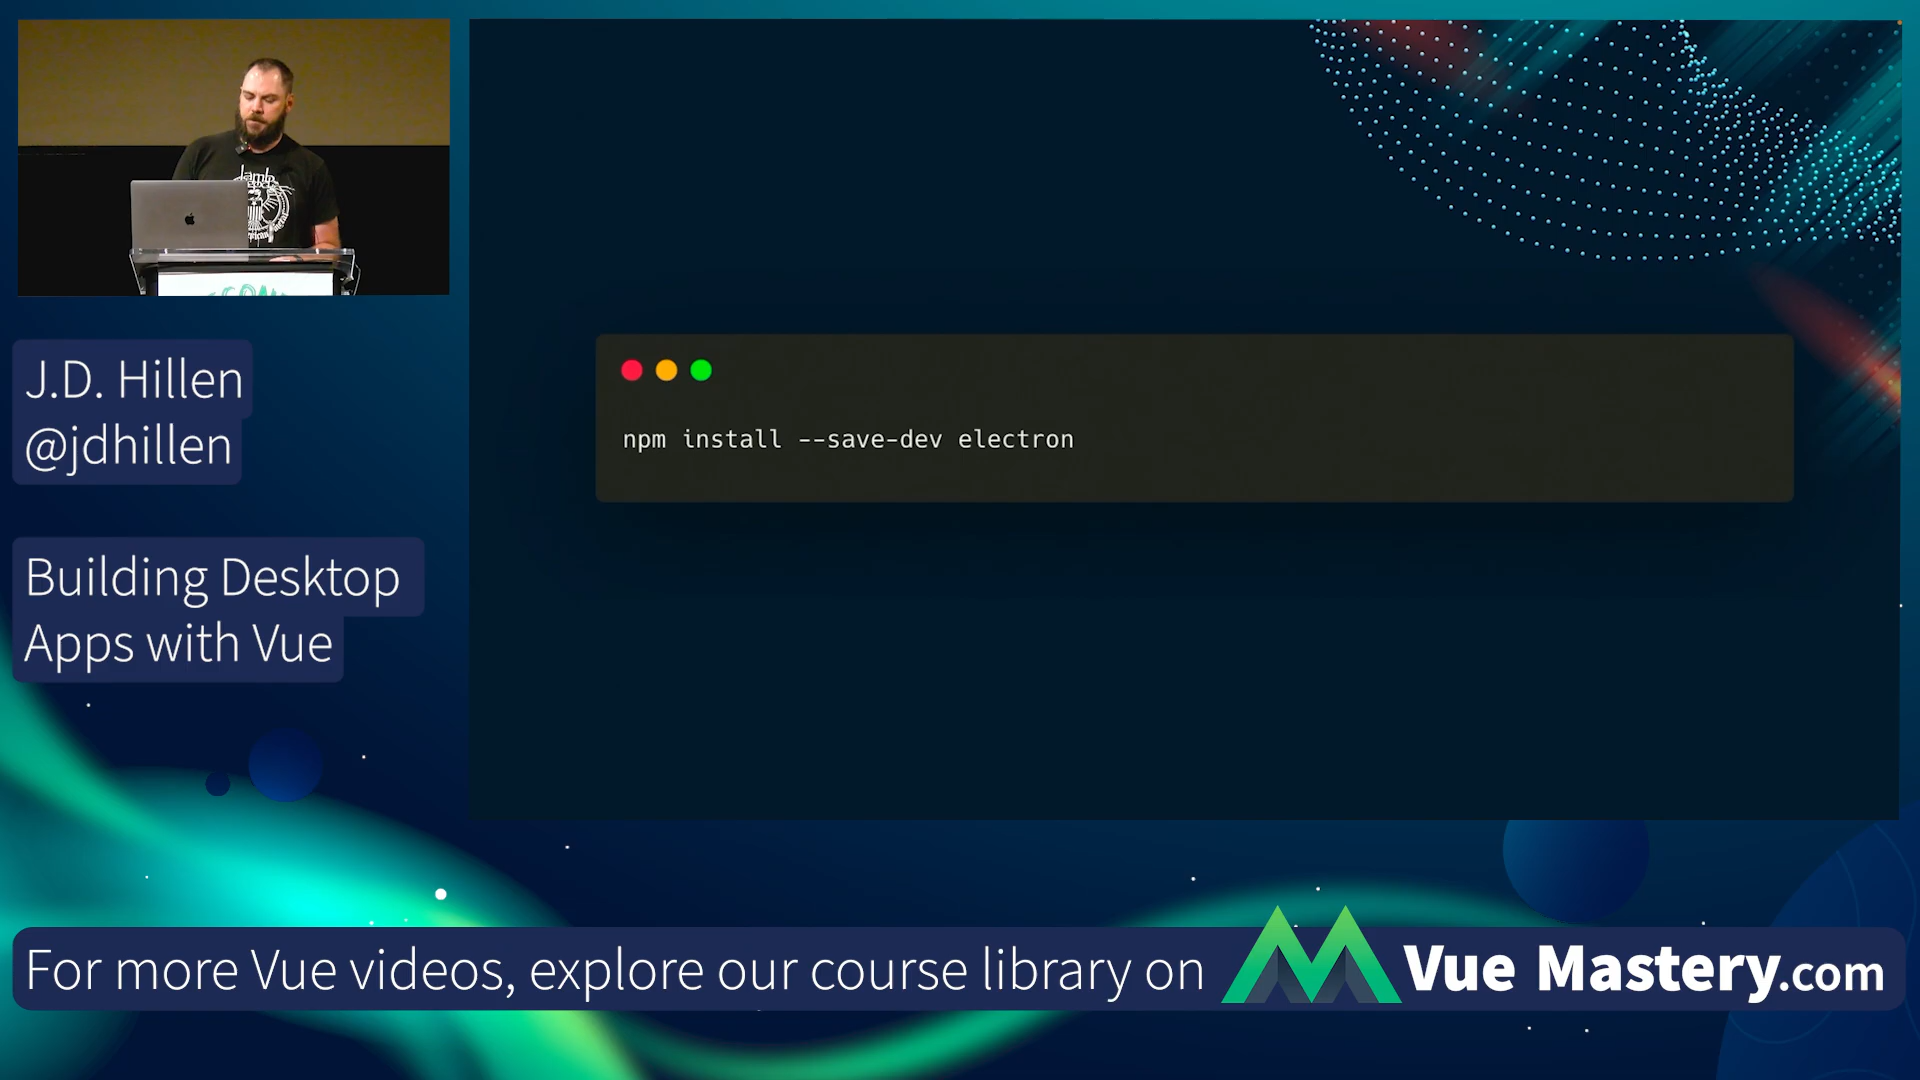 J.D. Hillen
@jdhillen
Building Desktop
Apps with Vue
npm install --save-dev electron
For more Vue videos, explore our course library on
Vue Mastery.com